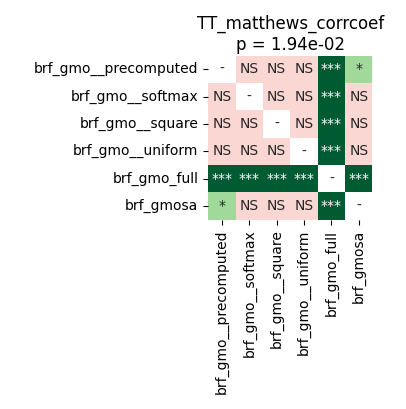 TT_matthews_corrcoef
p = 1.94e-02
brf_gmo__precomputed - NS NS NS *** *
brf_gmo__softmax NS - NS NS *** NS
brf_gmo__square NS NS - NS *** NS
brf_gmo__uniform NS NS NS - *** NS
brf_gmo_full *** *** *** *** - ***
brf_gmosa * NS NS NS *** -
brf_gmo__precomputed
brf_gmo__softmax
brf_gmo__square
brf_gmo__uniform
brf_gmo_full
brf_gmosa